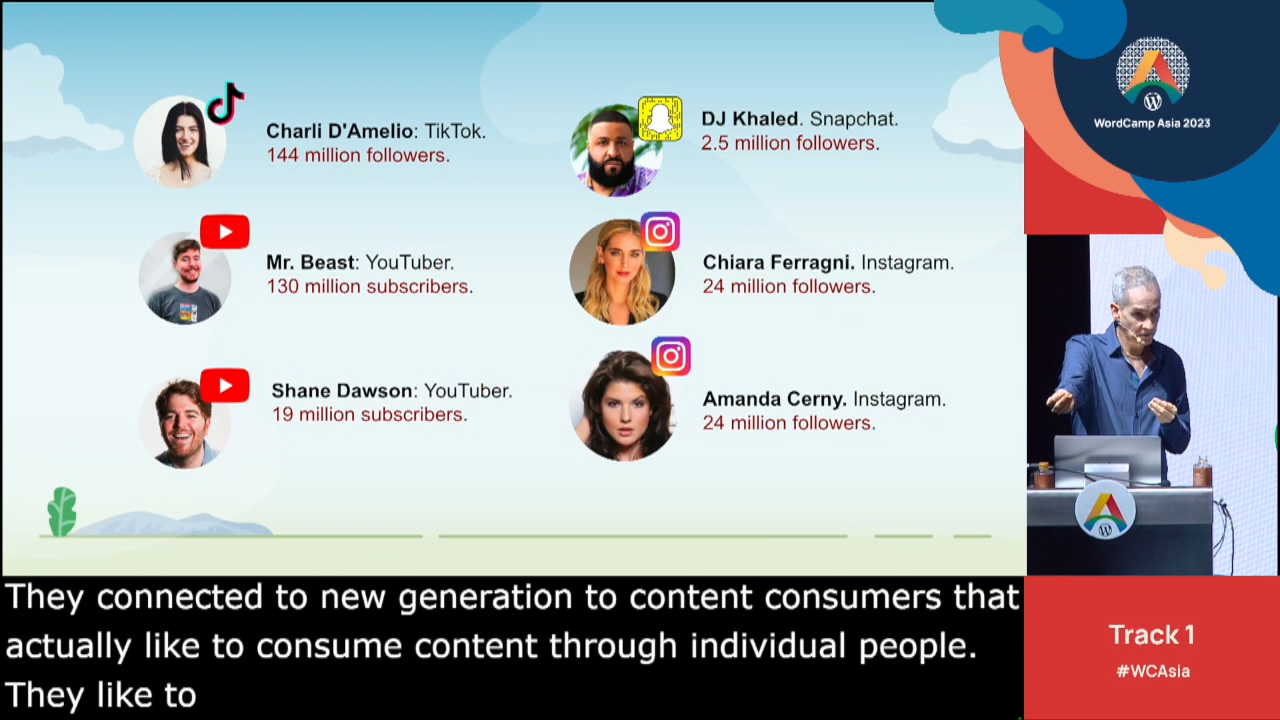 Charli D'Amelio: TikTok.
144 million followers.
DJ Khaled. Snapchat.
2.5 million followers.
Mr. Beast: YouTuber.
130 million subscribers.
Chiara Ferragni. Instagram.
24 million followers.
Shane Dawson: YouTuber.
19 million subscribers.
Amanda Cerny. Instagram.
24 million followers.
WordCamp Asia 2023
They connected to new generation to content consumers that
actually like to consume content through individual people.
They like to
Track 1
#WCAsia